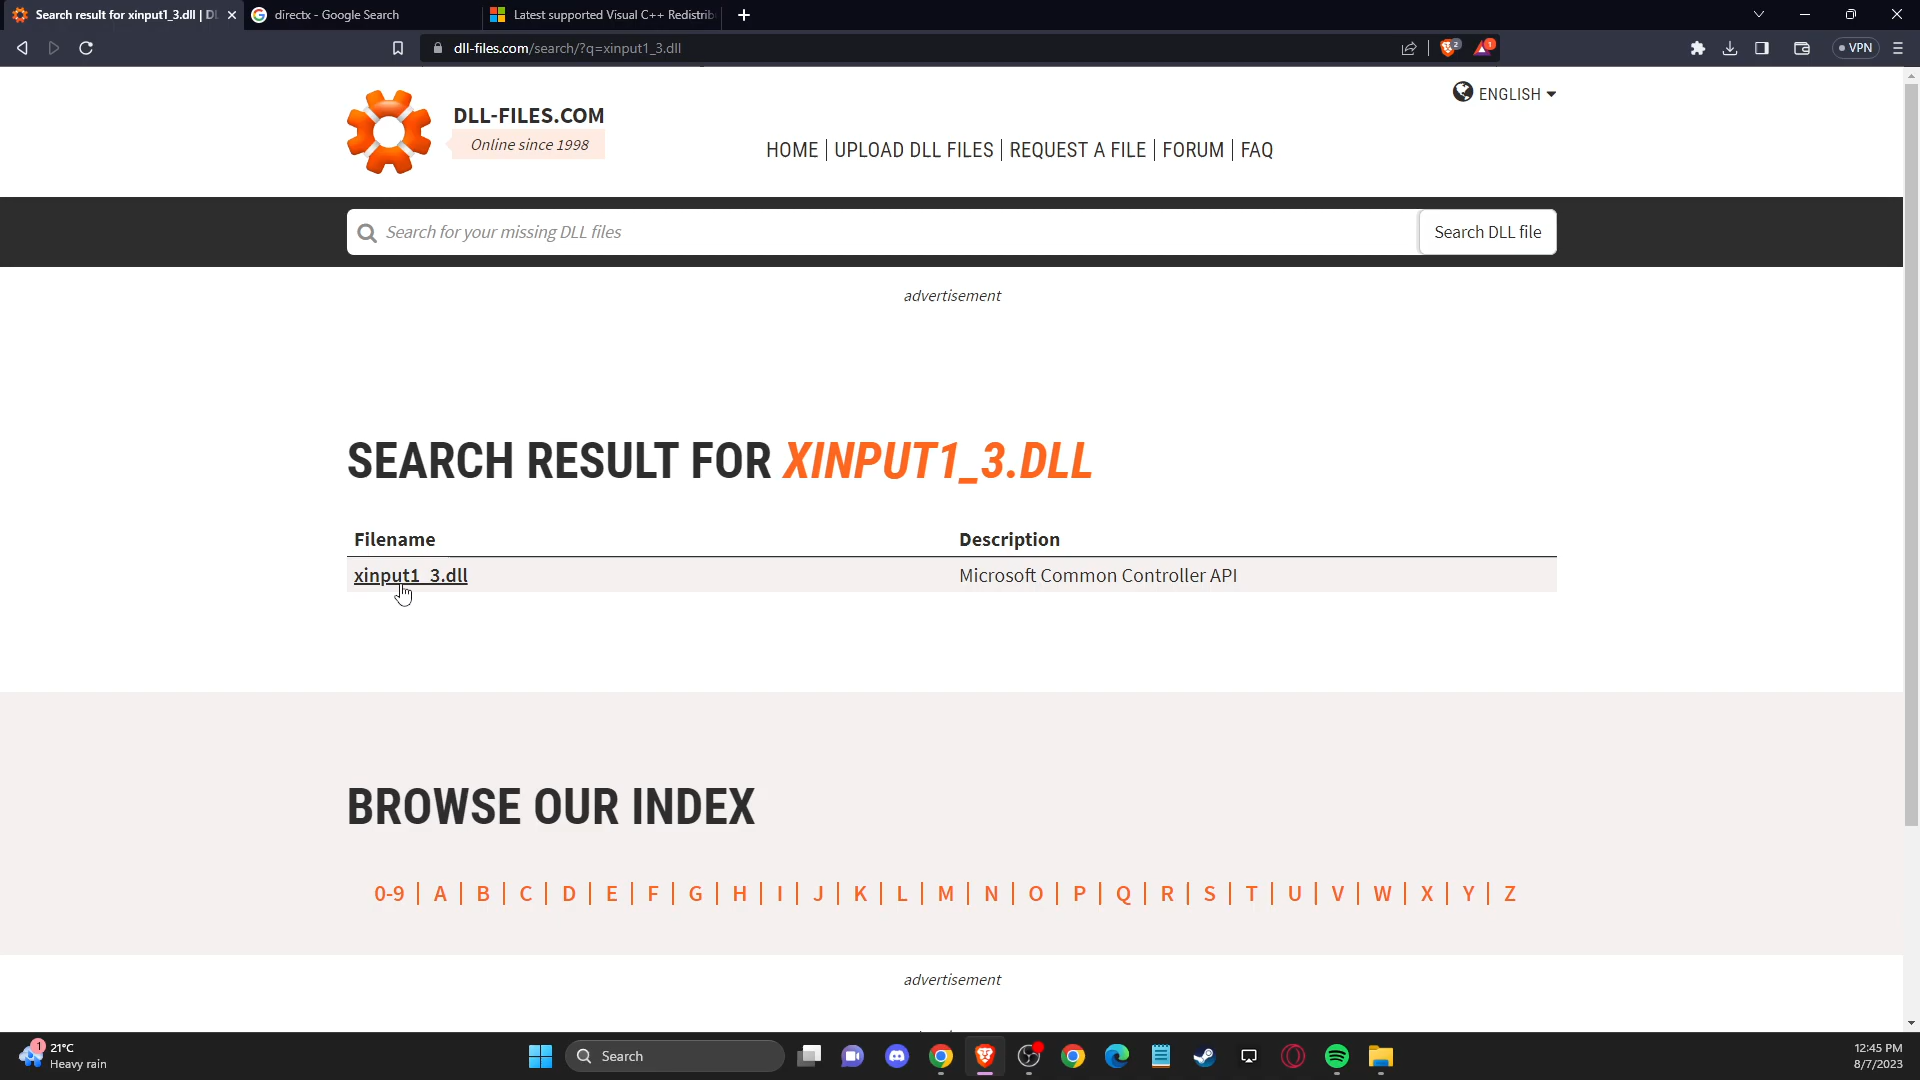 Search result for xinput1_3.dll | DL
directx - Google Search
Latest supported Visual C++ Redistrib
dll-files.com/search/?q=xinput1_3.dll
2
1
VPN
DLL-FILES.COM
Online since 1998
ENGLISH
HOME | UPLOAD DLL FILES | REQUEST A FILE | FORUM | FAQ
Search for your missing DLL files
Search DLL file
advertisement
SEARCH RESULT FOR XINPUT1_3.DLL
Filename Description
xinput1_3.dll Microsoft Common Controller API
BROWSE OUR INDEX
0-9 | A | B | C | D | E | F | G | H | I | J | K | L | M | N | O | P | Q | R | S | T | U | V | W | X | Y | Z
advertisement
1
21°C
Heavy rain
Search
12:45 PM
8/7/2023